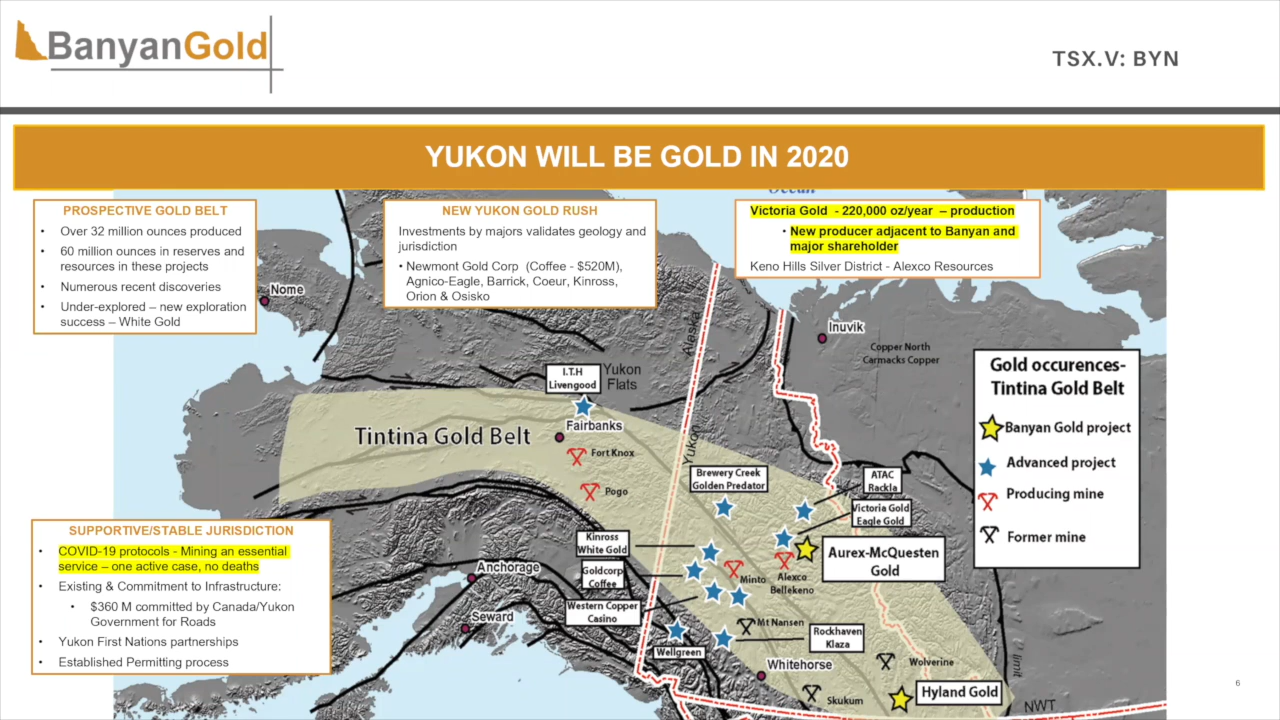 BanyanGold
TSX.V: BYN
YUKON WILL BE GOLD IN 2020
Ocean
PROSPECTIVE GOLD BELT
• Over 32 million ounces produced
• 60 million ounces in reserves and
resources in these projects
• Numerous recent discoveries
• Under-explored – new exploration
success – White Gold
NEW YUKON GOLD RUSH
Investments by majors validates geology and
jurisdiction
• Newmont Gold Corp (Coffee - $520M),
Agnico-Eagle, Barrick, Coeur, Kinross,
Orion & Osisko
Victoria Gold - 220,000 oz/year – production
• New producer adjacent to Banyan and
major shareholder
Keno Hills Silver District - Alexco Resources
SUPPORTIVE/STABLE JURISDICTION
• COVID-19 protocols - Mining an essential
service – one active case, no deaths
• Existing & Commitment to Infrastructure:
• $360 M committed by Canada/Yukon
Government for Roads
• Yukon First Nations partnerships
• Established Permitting process
Nome
Inuvik
Copper North
Carmacks Copper
Alaska
Yukon
I.T.H
Livengood
Yukon
Flats
Fairbanks
Tintina Gold Belt
Fort Knox
Pogo
Brewery Creek
Golden Predator
ATAC
Rackla
Victoria Gold
Eagle Gold
Kinross
White Gold
Aurex-McQuesten
Gold
Goldcorp
Coffee
Minto
Alexco
Bellekeno
Anchorage
Western Copper
Casino
Seward
Mt Nansen
Rockhaven
Klaza
Wellgreen
Whitehorse
Wolverine
Skukum
Hyland Gold
NWT
Gold occurences-
Tintina Gold Belt
Banyan Gold project
Advanced project
Producing mine
Former mine
6